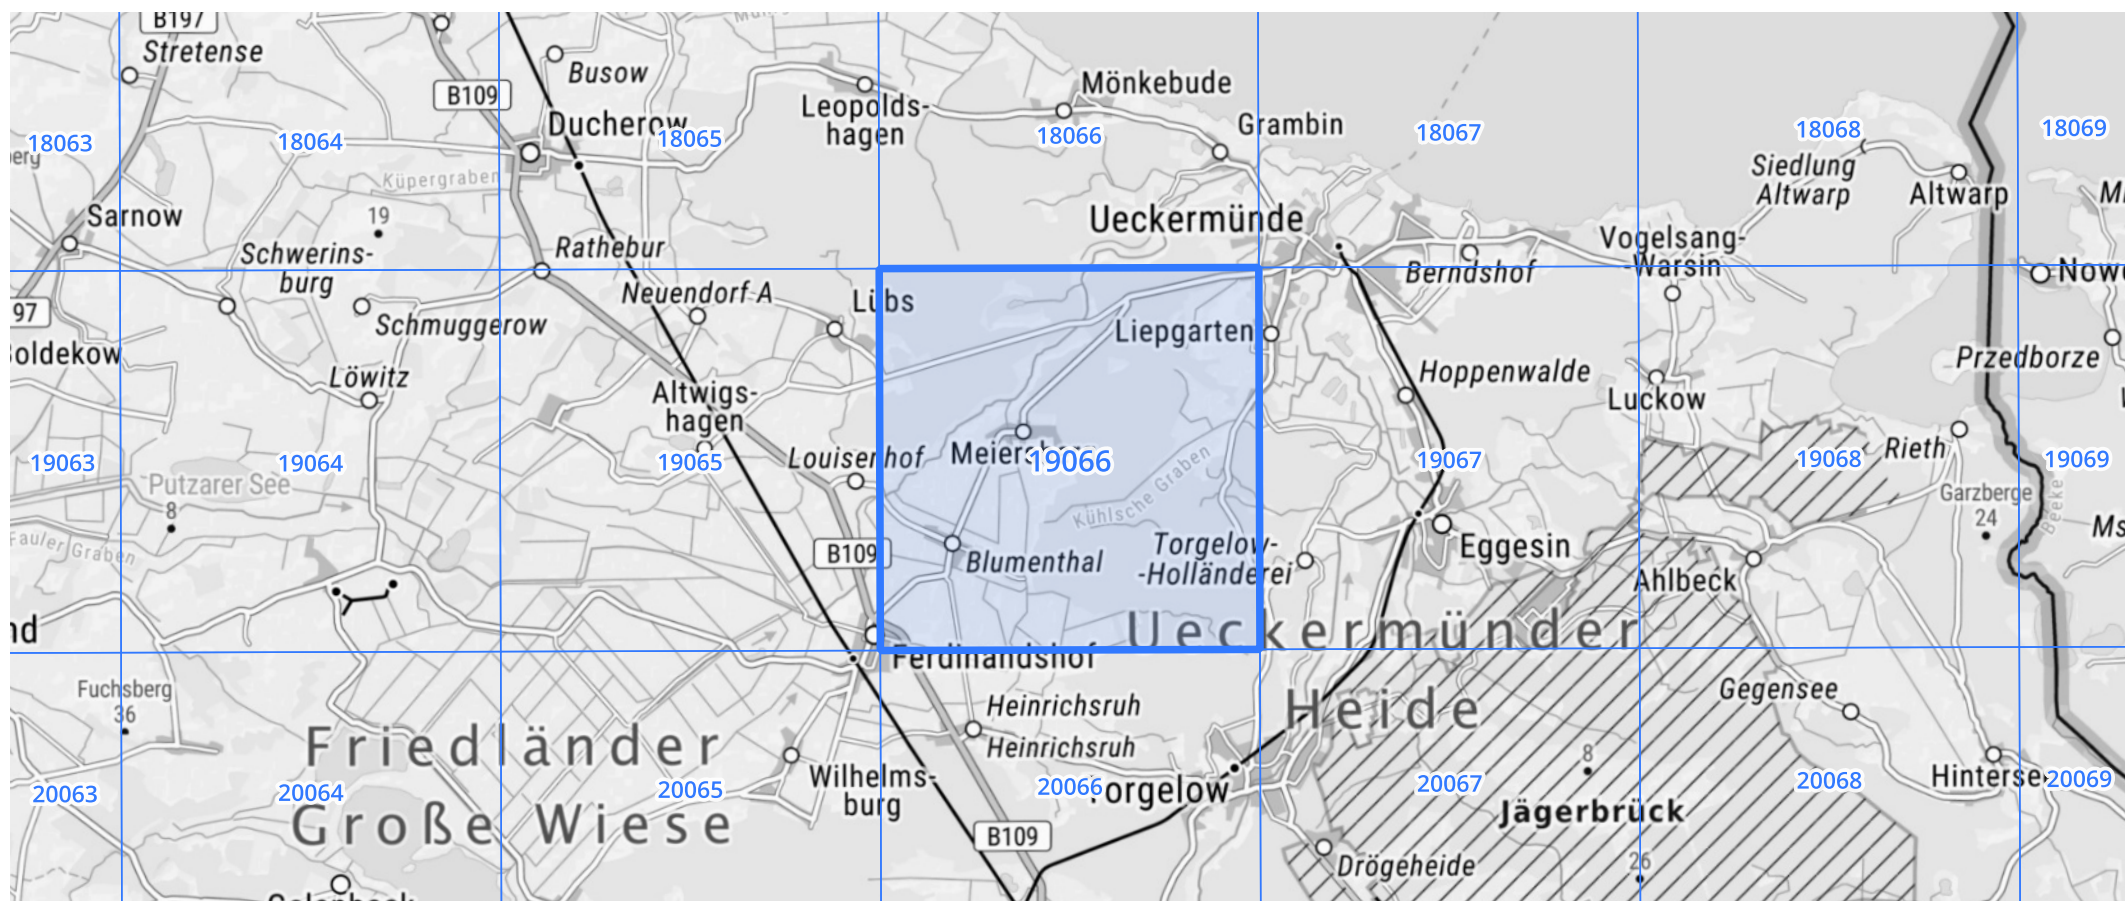 B197
Stretense
Busow
B109
Ducherow
Leopolds-
hagen
Mönkebude
Grambin
18063
18064
18065
18066
18067
18068
18069
Küpergraben
Siedlung
Altwarp
Altwarp
Sarnow
19
Schwerins-
burg
Rathebur
Ueckermünde
Berndshof
Vogelsang-
-Warsin
Neuendorf A
Lübs
Schmuggerow
Liepgarten
97
Löwitz
Altwigs-
hagen
Hoppenwalde
Luckow
Przedborze
Louisenhof
19063
19064
19065
19066
19067
19068
19069
Rieth
Putzarer See
8
Kühlsche Graben
Garzberge
24
Beeke
Fauler Graben
B109
Blumenthal
Torgelow-
-Holländerei
Eggesin
Ahlbeck
Ueckermünder
Ferdinandshof
Fuchsberg
36
Heinrichsruh
Heinrichsruh
Heide
Gegensee
Friedländer
Große Wiese
Wilhelms-
burg
20063
20064
20065
20066
20067
20068
20069
Torgelow
8
Jägerbrück
B109
Drögeheide
26